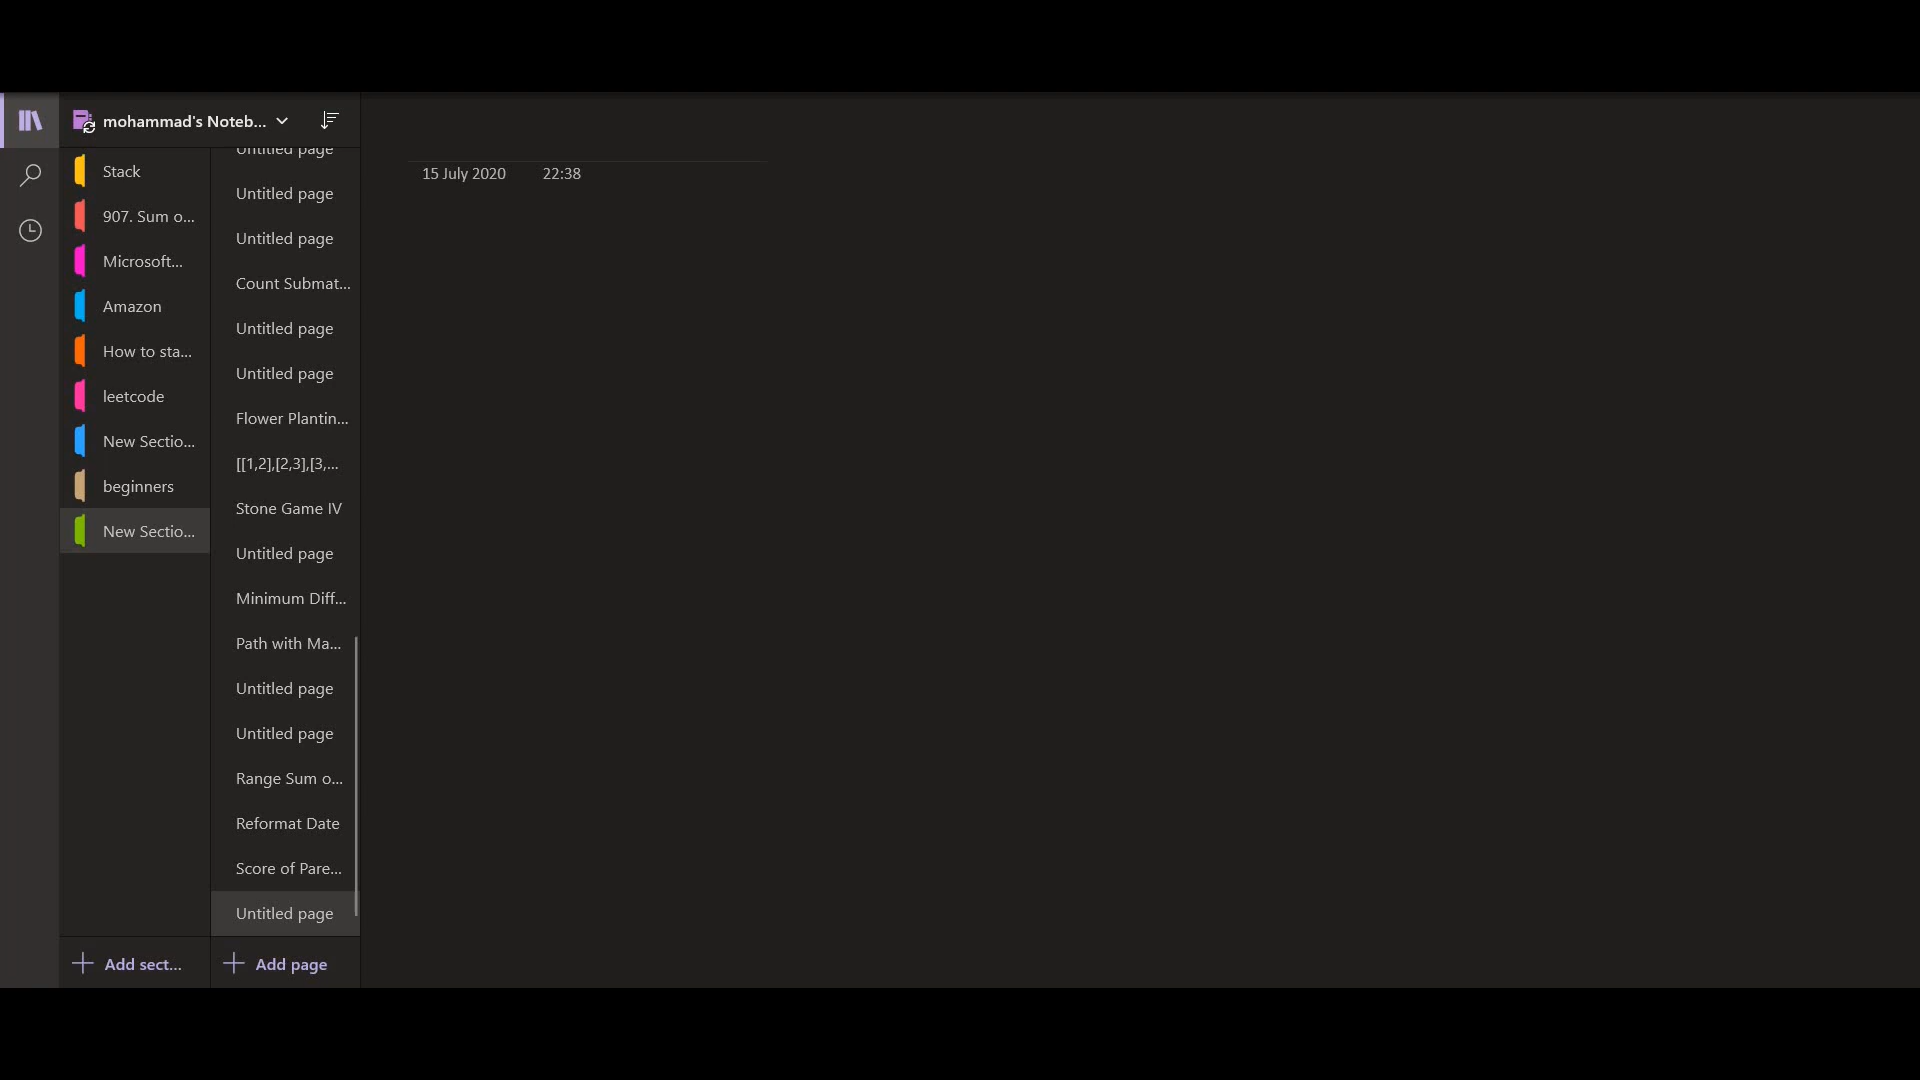 mohammad's Noteb...
Stack
907. Sum o...
Microsoft...
Amazon
How to sta...
leetcode
New Sectio...
beginners
New Sectio...
Add sect...
Untitled page
Untitled page
Untitled page
Count Submat...
Untitled page
Untitled page
Flower Plantin...
[[1,2],[2,3],[3,...
Stone Game IV
Untitled page
Minimum Diff...
Path with Ma...
Untitled page
Untitled page
Range Sum o...
Reformat Date
Score of Pare...
Untitled page
Add page
15 July 2020 22:38